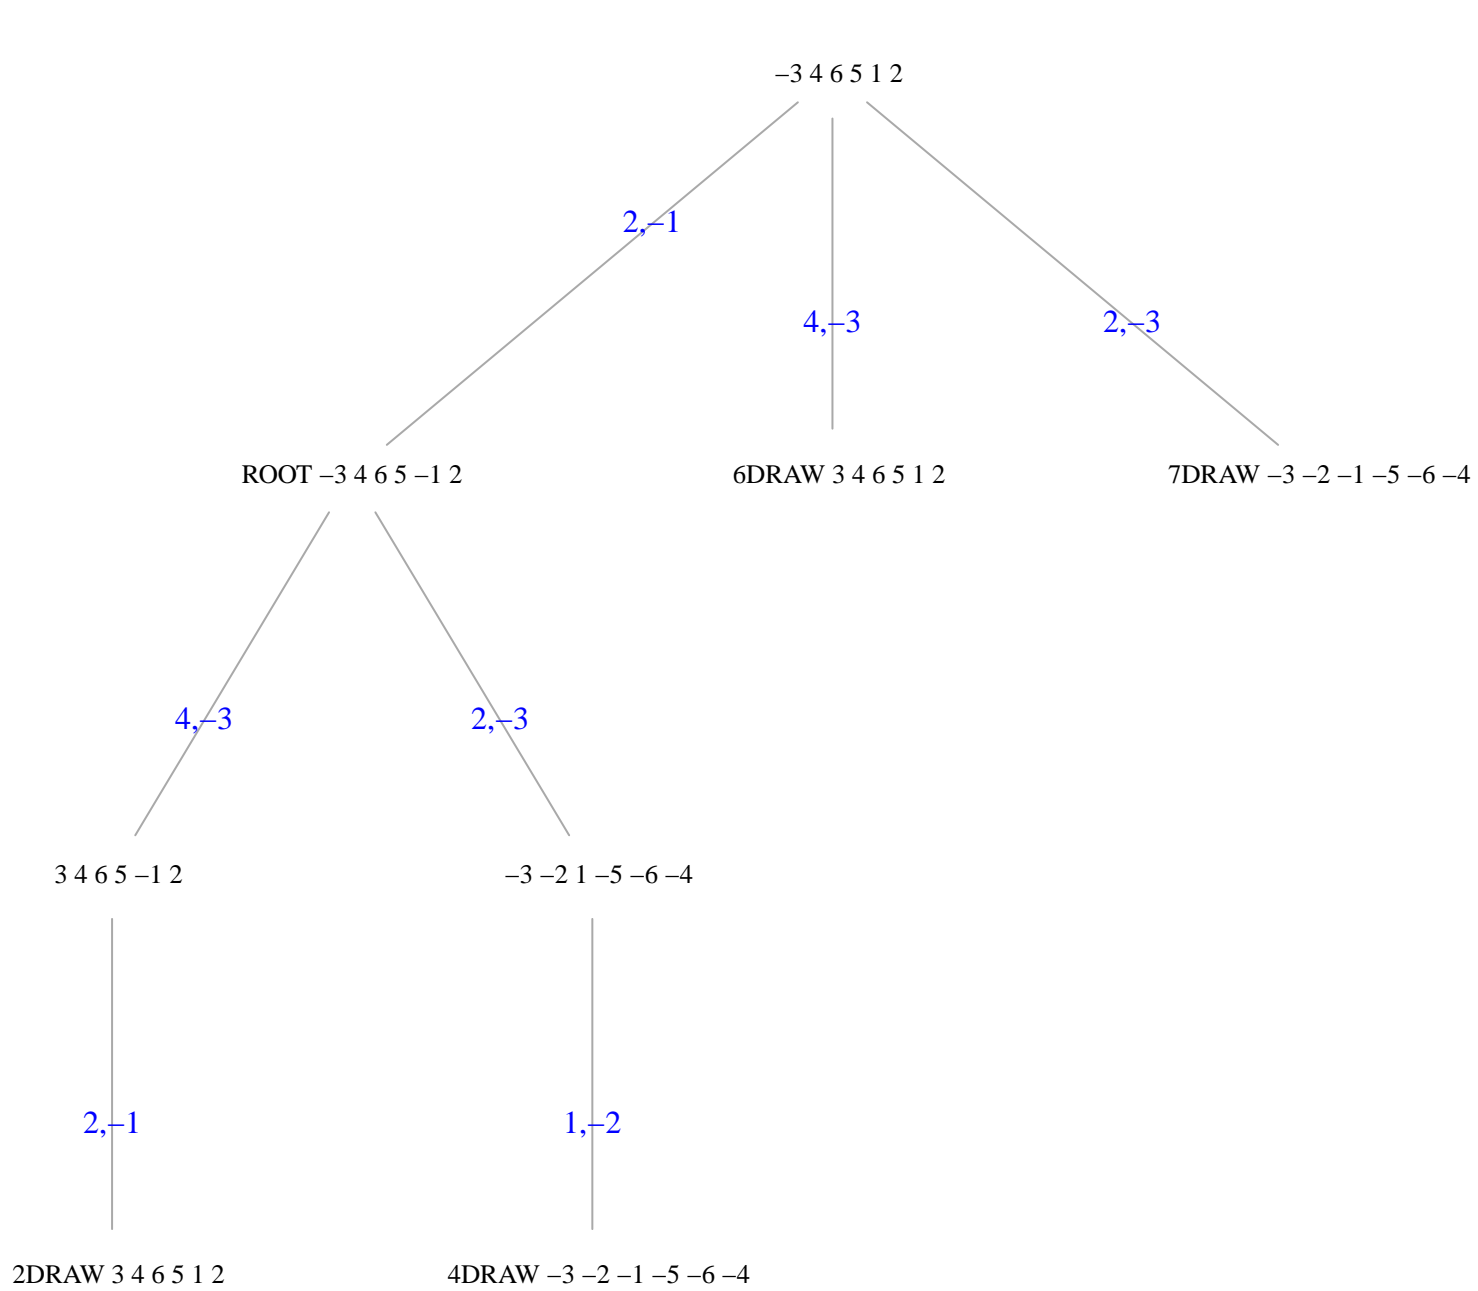 –3 4 6 5 1 2
2,–1
4,–3
2,–3
ROOT –3 4 6 5 –1 2
6DRAW 3 4 6 5 1 2
7DRAW –3 –2 –1 –5 –6 –4
4,–3
2,–3
3 4 6 5 –1 2
–3 –2 1 –5 –6 –4
2,–1
1,–2
2DRAW 3 4 6 5 1 2
4DRAW –3 –2 –1 –5 –6 –4